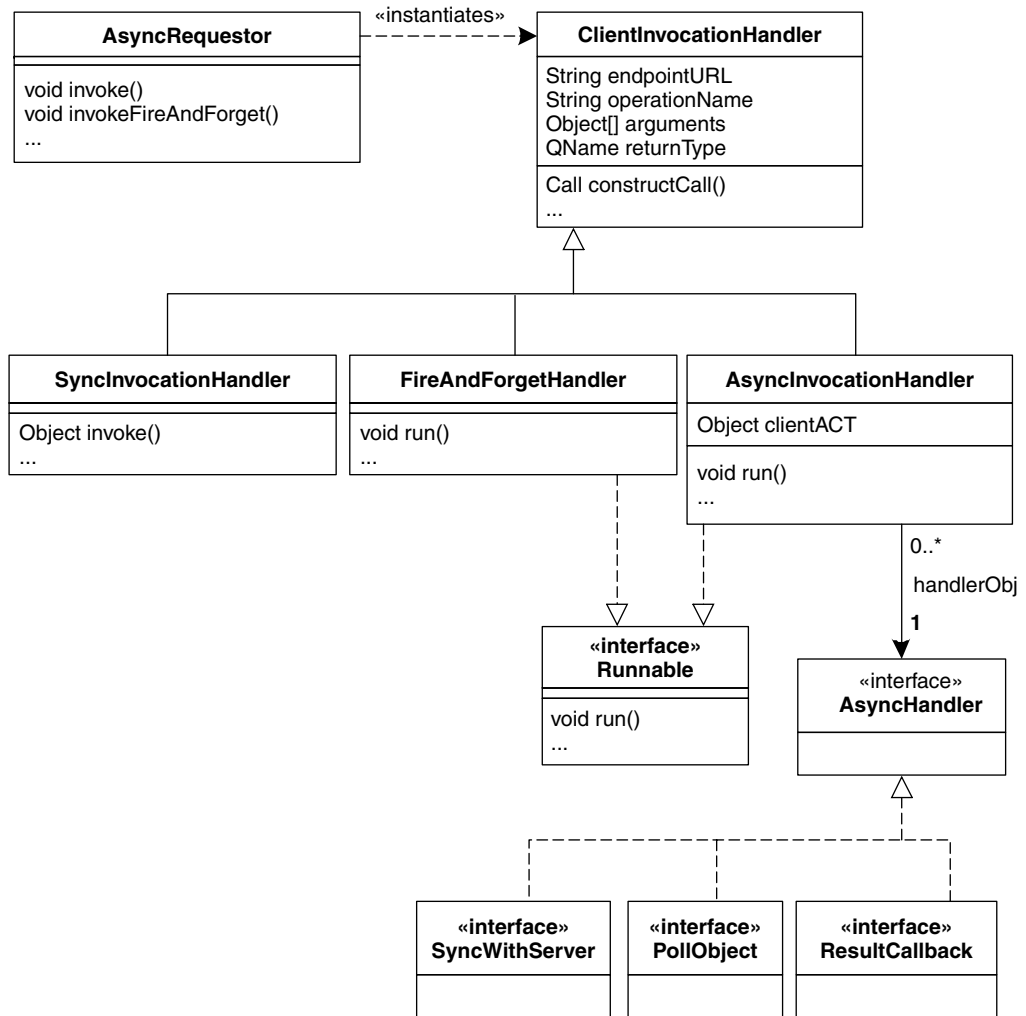 «instantiates»
AsyncRequestor
void invoke()
void invokeFireAndForget()
...
ClientInvocationHandler
String endpointURL
String operationName
Object[] arguments
QName returnType
Call constructCall()
...
SyncInvocationHandler
Object invoke()
...
FireAndForgetHandler
void run()
...
AsyncInvocationHandler
Object clientACT
void run()
...
0..*
handlerObj
1
«interface»
Runnable
void run()
...
«interface»
AsyncHandler
«interface»
SyncWithServer
«interface»
PollObject
«interface»
ResultCallback